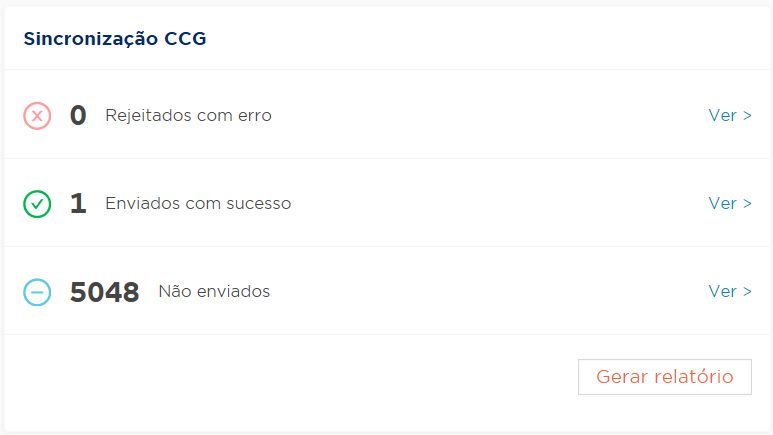 Sincronização CCG
0 Rejeitados com erro Ver >
1 Enviados com sucesso Ver >
5048 Não enviados Ver >
Gerar relatório